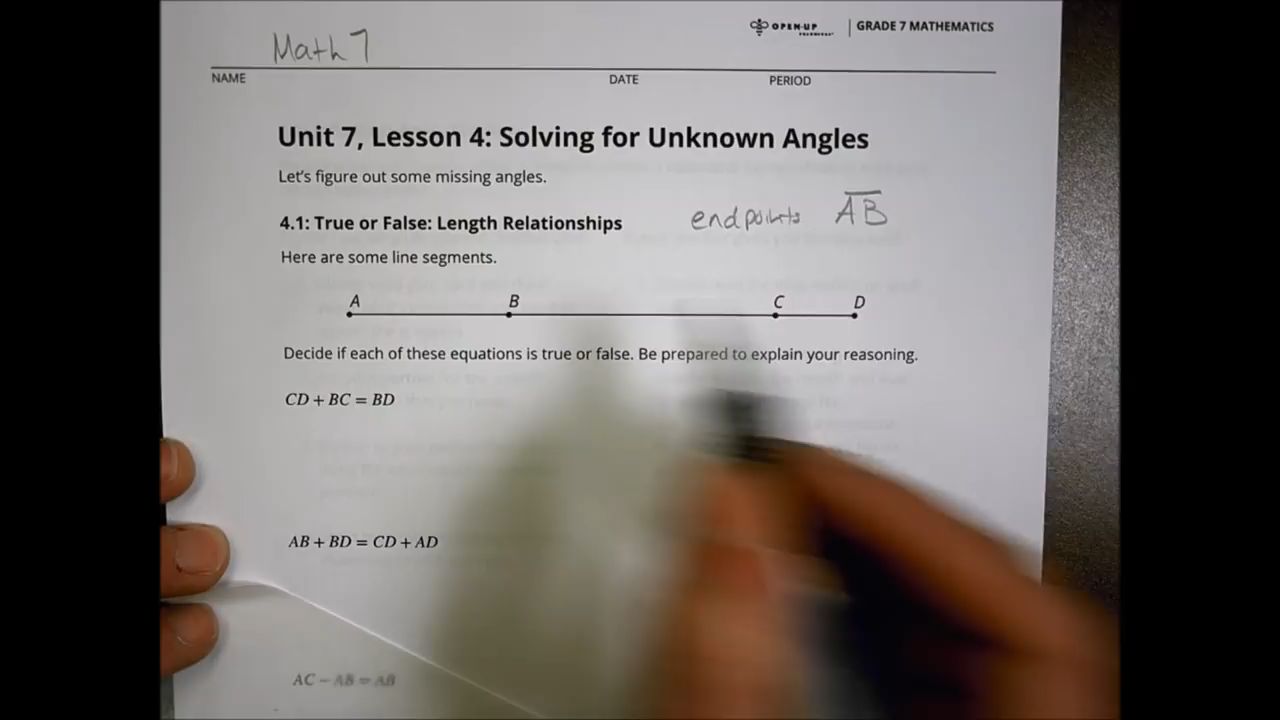 OPEN-UP | GRADE 7 MATHEMATICS
Math 7
NAME DATE PERIOD
Unit 7, Lesson 4: Solving for Unknown Angles
Let's figure out some missing angles.
4.1: True or False: Length Relationships endpoints A̅B̅
Here are some line segments.
A B C D
Decide if each of these equations is true or false. Be prepared to explain your reasoning.
CD + BC = BD
AB + BD = CD + AD
AC − AB = AB